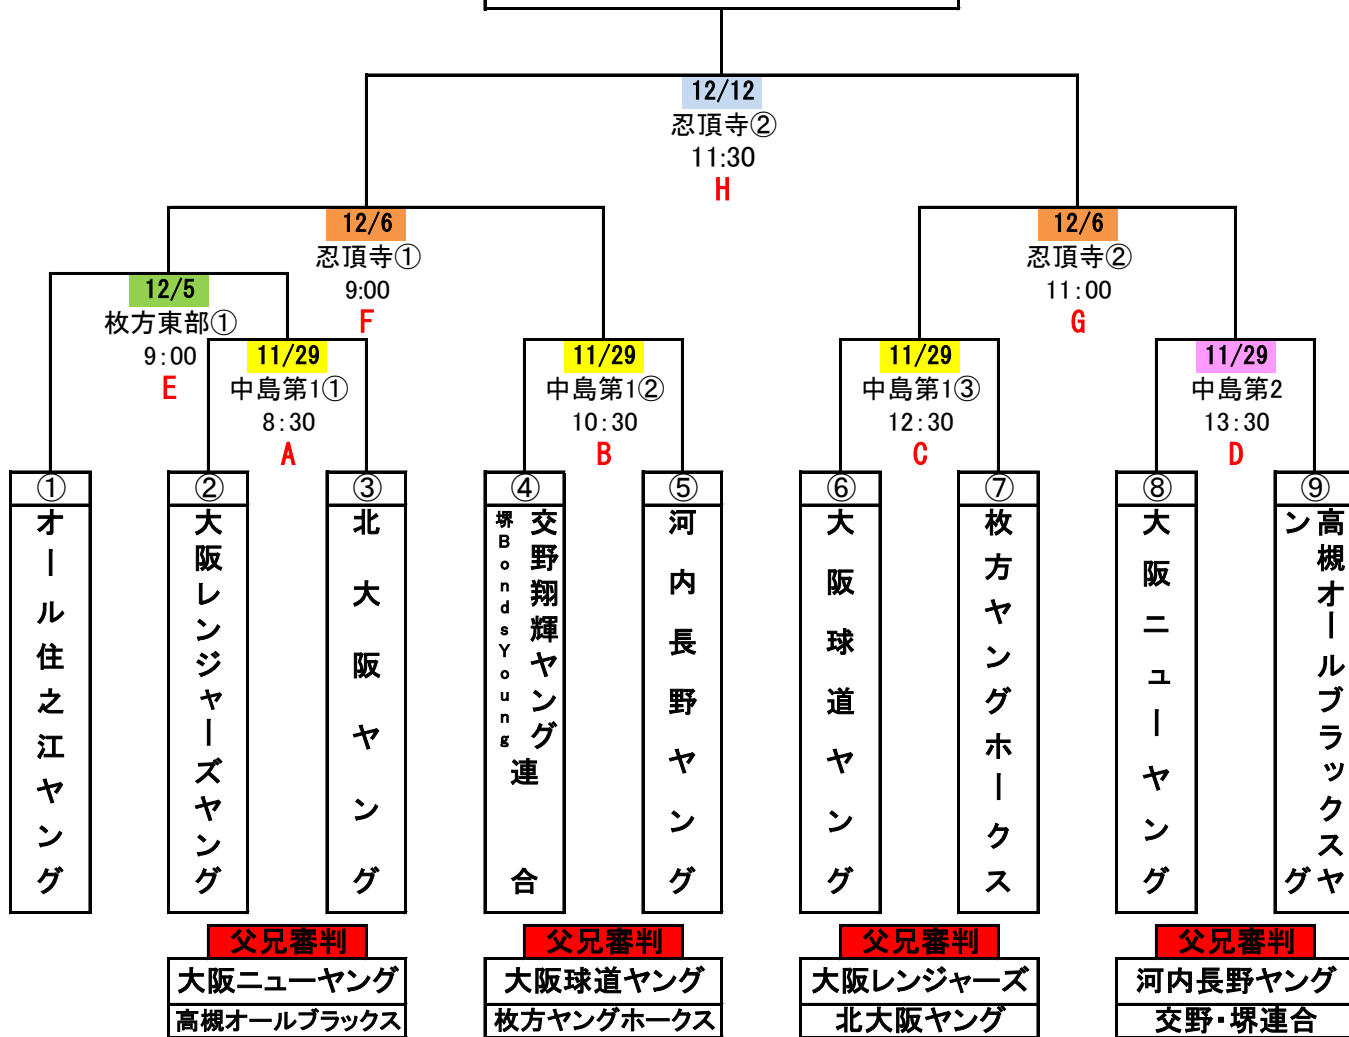 12/12
忍頂寺②
11:30
H
12/6
忍頂寺①
9:00
F
12/6
忍頂寺②
11:00
G
12/5
枚方東部①
9:00
E
11/29
中島第1①
8:30
A
11/29
中島第1②
10:30
B
11/29
中島第1③
12:30
C
11/29
中島第2
13:30
D
①
オール住之江ヤング
②
大阪レンジャーズヤング
③
北大阪ヤング
④
交野翔輝ヤング
堺BondsYoung
連合
⑤
河内長野ヤング
⑥
大阪球道ヤング
⑦
枚方ヤングホークス
⑧
大阪ニューヤング
⑨
高槻オールブラックスヤ
ング
父兄審判
大阪ニューヤング
高槻オールブラックス
父兄審判
大阪球道ヤング
枚方ヤングホークス
父兄審判
大阪レンジャーズ
北大阪ヤング
父兄審判
河内長野ヤング
交野・堺連合